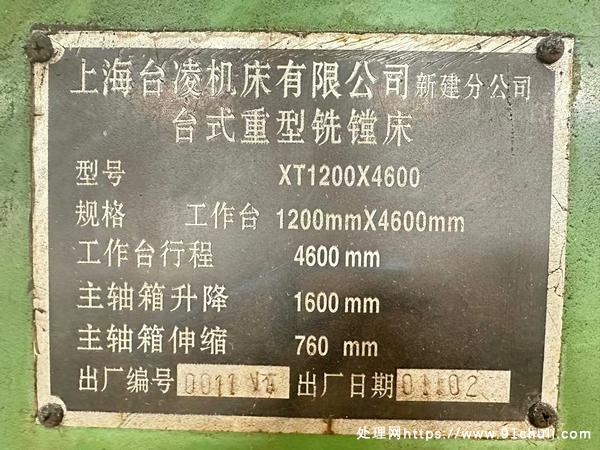 上海台凌机床有限公司新建分公司
台式重型铣镗床
型号 XT1200X4600
规格 工作台 1200mmX4600mm
工作台行程 4600 mm
主轴箱升降 1600 mm
主轴箱伸缩 760 mm
出厂编号 0011 出厂日期 01102
处理网https://www.01chuli.com